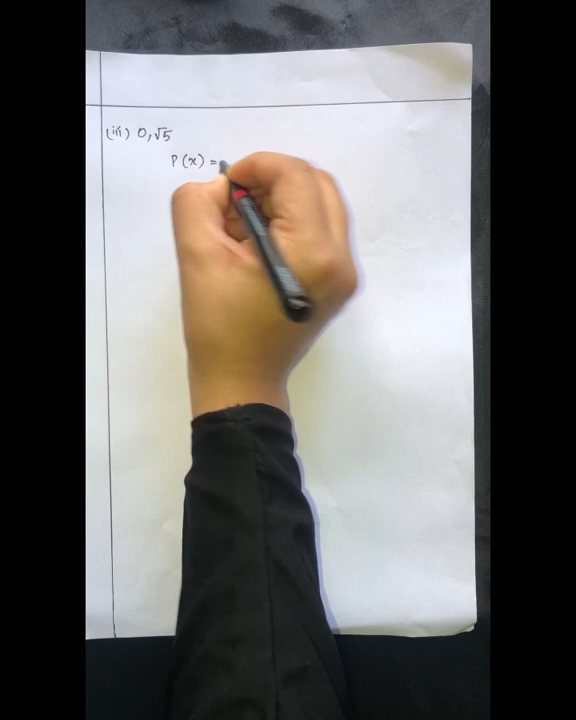 (iii) 0, √5
P(x) =